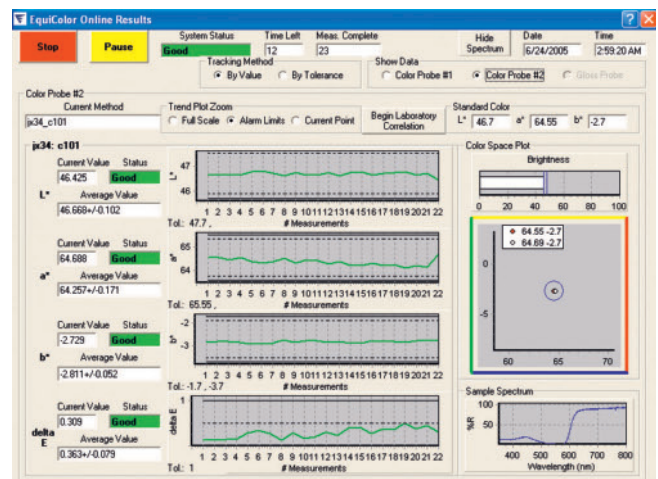 EquiColor Online Results
Stop
Pause
System Status
Good
Time Left
12
Meas. Complete
23
Hide Spectrum
Date
6/24/2005
Time
2:59:20 AM
Tracking Method
By Value
By Tolerance
Show Data
Color Probe #1
Color Probe #2
Gloss Probe
Color Probe #2
Current Method
jx34_c101
Trend Plot Zoom
Full Scale
Alarm Limits
Current Point
Begin Laboratory Correlation
Standard Color
L* 46.7 a* 64.55 b* -2.7
jx34: c101
Current Value Status
46.425 Good
L*
Average Value
46.668+/-0.102
47
L*
46
1 2 3 4 5 6 7 8 9 10 11 12 13 14 15 16 17 18 19 20 21 22
Tol.: 47.7 , # Measurements
Current Value Status
64.688 Good
a*
Average Value
64.257+/-0.171
65
a*
64
1 2 3 4 5 6 7 8 9 10 11 12 13 14 15 16 17 18 19 20 21 22
Tol.: 65.55 , # Measurements
Current Value Status
-2.729 Good
b*
Average Value
-2.811+/-0.052
-2
b*
-3
1 2 3 4 5 6 7 8 9 10 11 12 13 14 15 16 17 18 19 20 21 22
Tol.: -1.7 , -3.7 # Measurements
Current Value Status
0.309 Good
delta E
Average Value
0.363+/-0.079
1
delta E
1 2 3 4 5 6 7 8 9 10 11 12 13 14 15 16 17 18 19 20 21 22
Tol.: 1 # Measurements
Color Space Plot
Brightness
0 20 40 60 80 100
64.55 -2.7
64.69 -2.7
0
-5
60 65 70
Sample Spectrum
100
%R
50
400 500 600 700 800
Wavelength (nm)